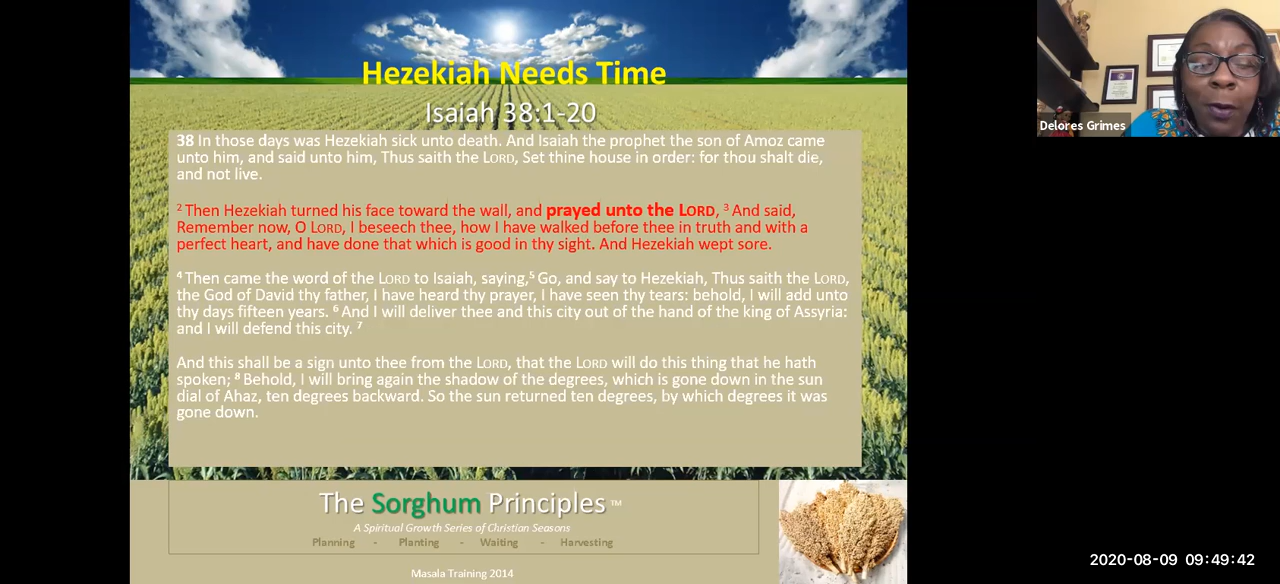 Hezekiah Needs Time
Isaiah 38:1-20
38 In those days was Hezekiah sick unto death. And Isaiah the prophet the son of Amoz came
unto him, and said unto him, Thus saith the LORD, Set thine house in order: for thou shalt die,
and not live.
2 Then Hezekiah turned his face toward the wall, and prayed unto the LORD, 3 And said,
Remember now, O LORD, I beseech thee, how I have walked before thee in truth and with a
perfect heart, and have done that which is good in thy sight. And Hezekiah wept sore.
4 Then came the word of the LORD to Isaiah, saying,5 Go, and say to Hezekiah, Thus saith the LORD,
the God of David thy father, I have heard thy prayer, I have seen thy tears: behold, I will add unto
thy days fifteen years. 6 And I will deliver thee and this city out of the hand of the king of Assyria:
and I will defend this city. 7
And this shall be a sign unto thee from the LORD, that the LORD will do this thing that he hath
spoken; 8 Behold, I will bring again the shadow of the degrees, which is gone down in the sun
dial of Ahaz, ten degrees backward. So the sun returned ten degrees, by which degrees it was
gone down.
The Sorghum Principles ™
A Spiritual Growth Series of Christian Seasons
Planning - Planting - Waiting - Harvesting
Masala Training 2014
Delores Grimes
2020-08-09 09:49:42